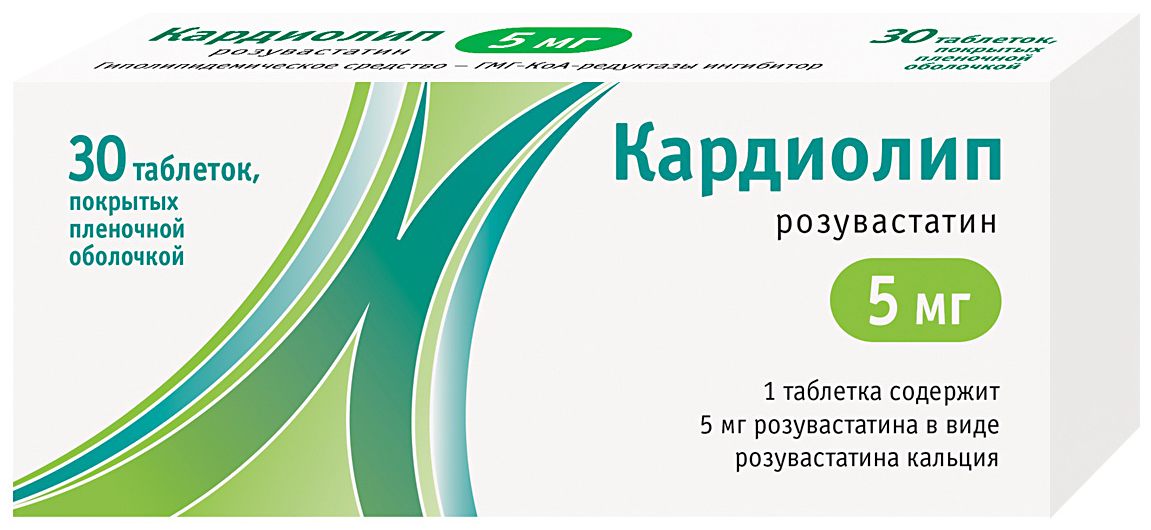 Кардиолип
розувастатин
5 мг
Гиполипидемическое средство – ГМГ-КоА-редуктазы ингибитор
30 таблеток,
покрытых
пленочной
оболочкой
30 таблеток,
покрытых
пленочной
оболочкой
Кардиолип
розувастатин
5 мг
1 таблетка содержит
5 мг розувастатина в виде
розувастатина кальция